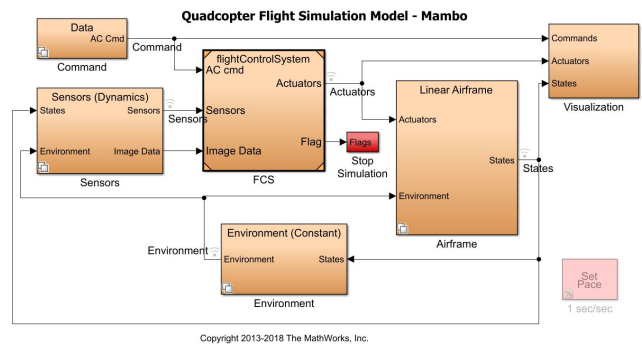 Quadcopter Flight Simulation Model - Mambo
Data
AC Cmd
Command
Command
flightControlSystem
AC cmd
Actuators
Sensors
Flag
Image Data
FCS
Actuators
Commands
Actuators
States
Visualization
Sensors (Dynamics)
States
Sensors
Environment
Image Data
Sensors
Sensors
Flags
Stop
Simulation
Linear Airframe
Actuators
States
Environment
Airframe
States
Environment
Environment (Constant)
Environment
States
Environment
Set
Pace
1 sec/sec
Copyright 2013-2018 The MathWorks, Inc.